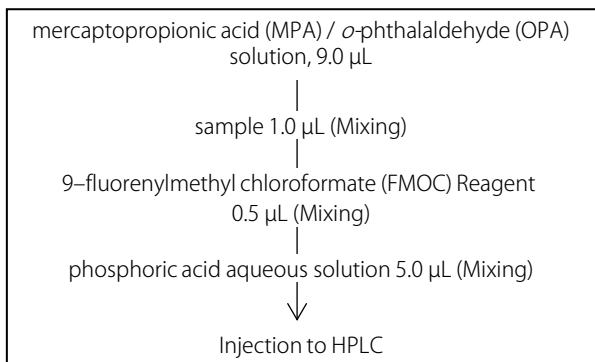 mercaptopropionic acid (MPA) / o-phthalaldehyde (OPA)
solution, 9.0 µL
sample 1.0 µL (Mixing)
9–fluorenylmethyl chloroformate (FMOC) Reagent
0.5 µL (Mixing)
phosphoric acid aqueous solution 5.0 µL (Mixing)
Injection to HPLC